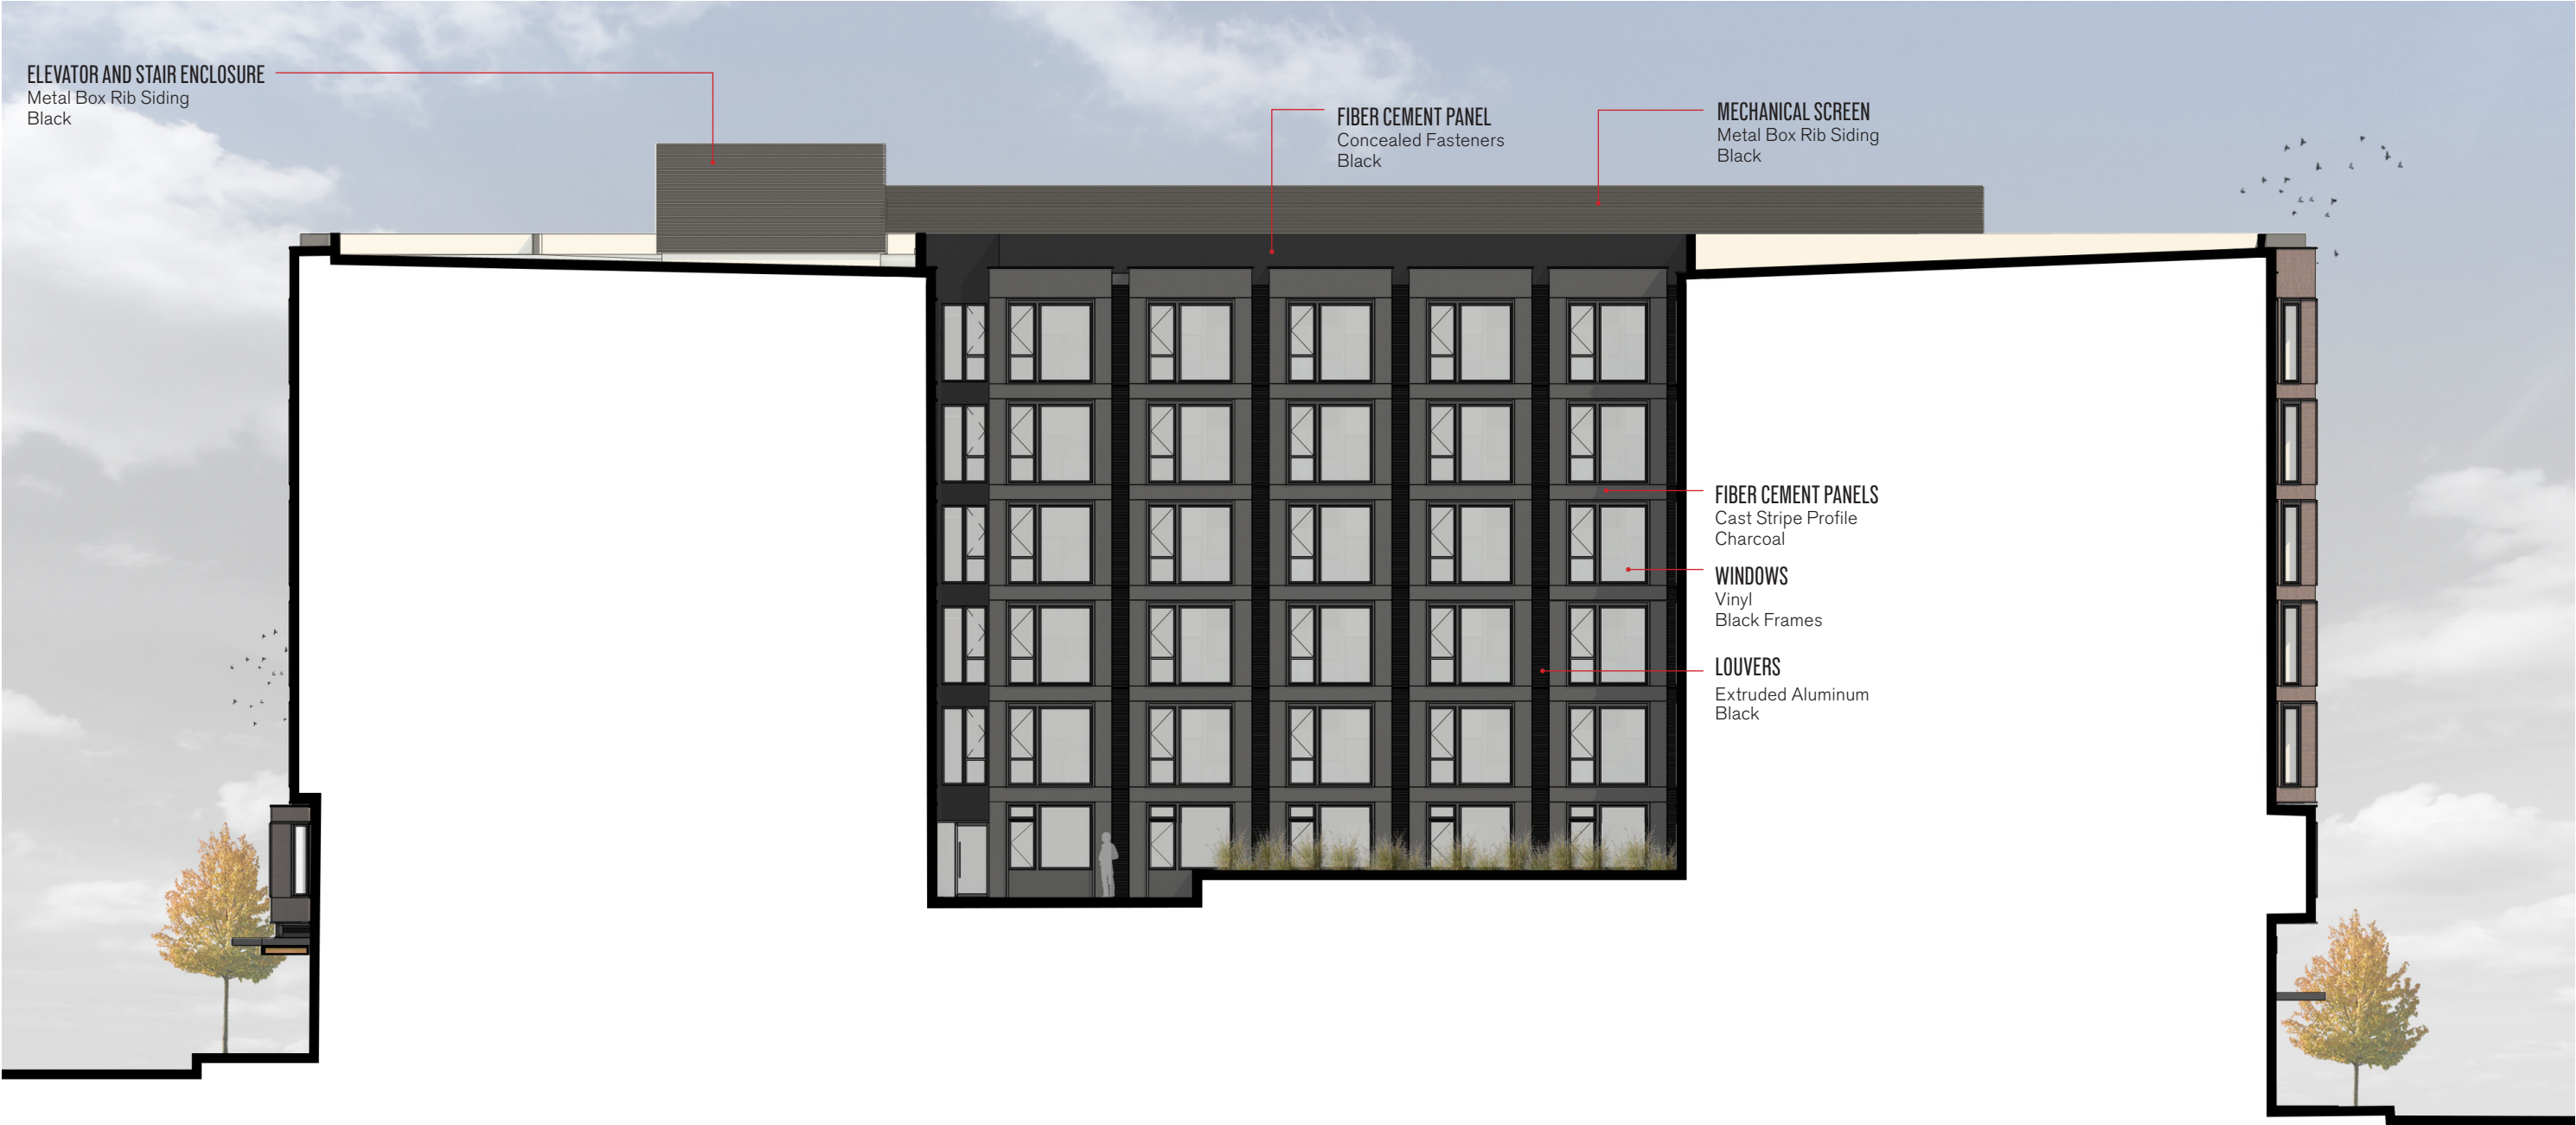 ELEVATOR AND STAIR ENCLOSURE
Metal Box Rib Siding
Black
FIBER CEMENT PANEL
Concealed Fasteners
Black
MECHANICAL SCREEN
Metal Box Rib Siding
Black
FIBER CEMENT PANELS
Cast Stripe Profile
Charcoal
WINDOWS
Vinyl
Black Frames
LOUVERS
Extruded Aluminum
Black